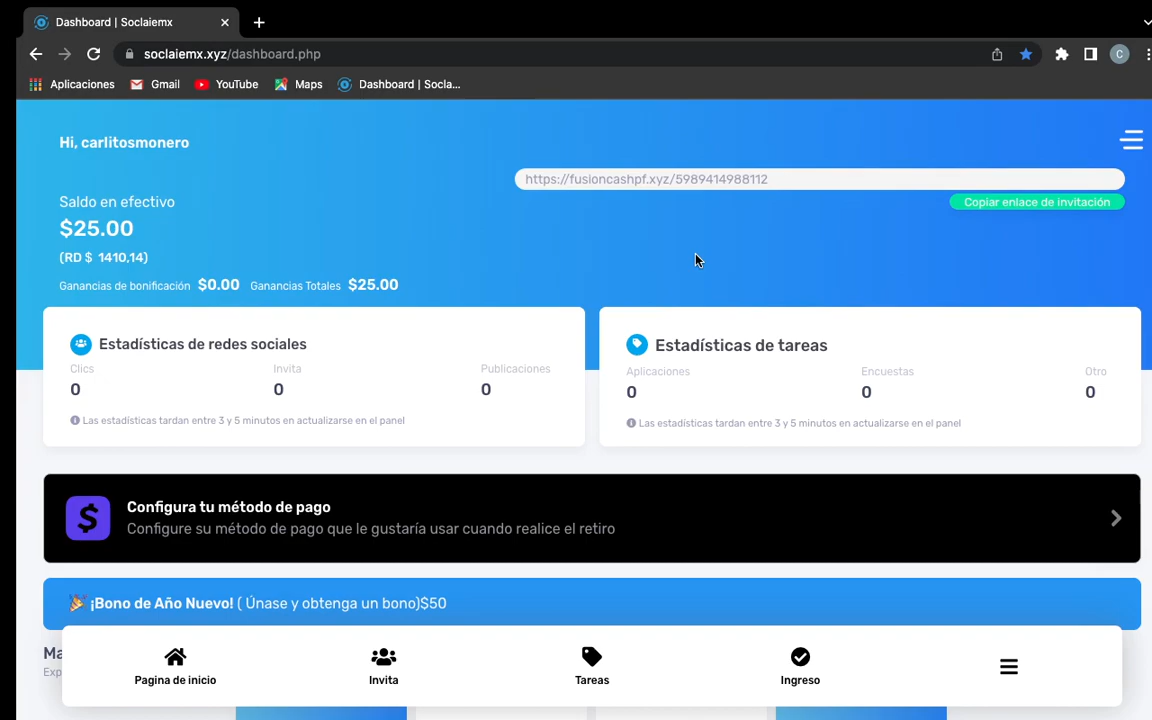 Dashboard | Soclaiemx
soclaiemx.xyz/dashboard.php
C
Aplicaciones
Gmail
YouTube
Maps
Dashboard | Socla...
Hi, carlitosmonero
https://fusioncashpf.xyz/5989414988112
Copiar enlace de invitación
Saldo en efectivo
$25.00
(RD $ 1410,14)
Ganancias de bonificación $0.00 Ganancias Totales $25.00
Estadísticas de redes sociales
Clics Invita Publicaciones
0 0 0
Las estadísticas tardan entre 3 y 5 minutos en actualizarse en el panel
Estadísticas de tareas
Aplicaciones Encuestas Otro
0 0 0
Las estadísticas tardan entre 3 y 5 minutos en actualizarse en el panel
$
Configura tu método de pago
Configure su método de pago que le gustaría usar cuando realice el retiro
¡Bono de Año Nuevo! ( Únase y obtenga un bono)$50
Pagina de inicio
Invita
Tareas
Ingreso